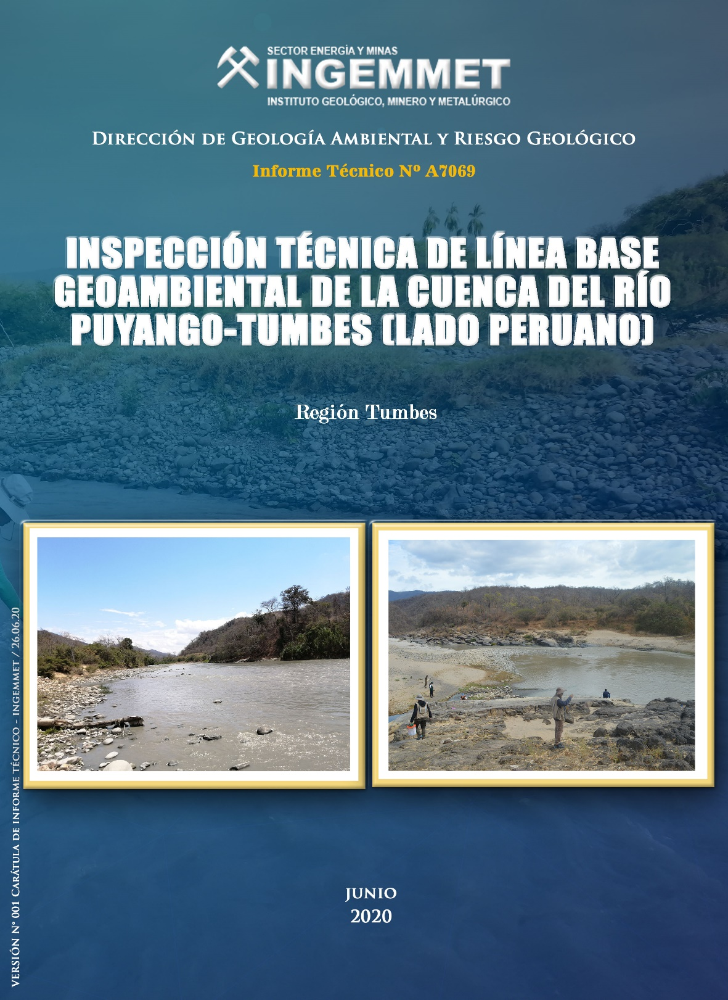 SECTOR ENERGÍA Y MINAS
INGEMMET
INSTITUTO GEOLÓGICO, MINERO Y METALÚRGICO
DIRECCIÓN DE GEOLOGÍA AMBIENTAL Y RIESGO GEOLÓGICO
Informe Técnico Nº A7069
INSPECCIÓN TÉCNICA DE LÍNEA BASE
GEOAMBIENTAL DE LA CUENCA DEL RÍO
PUYANGO-TUMBES (LADO PERUANO)
Región Tumbes
JUNIO
2020
VERSIÓN N° 001 CARÁTULA DE INFORME TÉCNICO - INGEMMET / 26.06.20